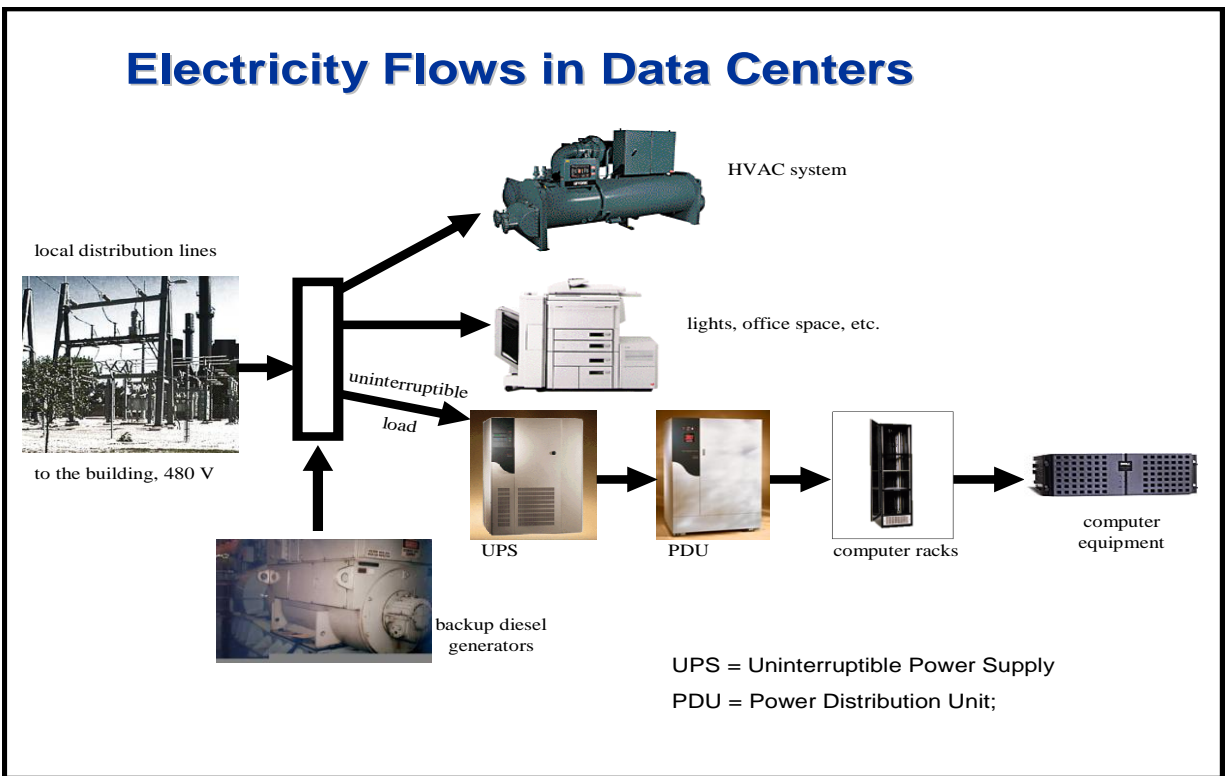 Electricity Flows in Data Centers
HVAC system
local distribution lines
lights, office space, etc.
uninterruptible
load
to the building, 480 V
UPS
PDU
computer racks
computer
equipment
backup diesel
generators
UPS = Uninterruptible Power Supply
PDU = Power Distribution Unit;